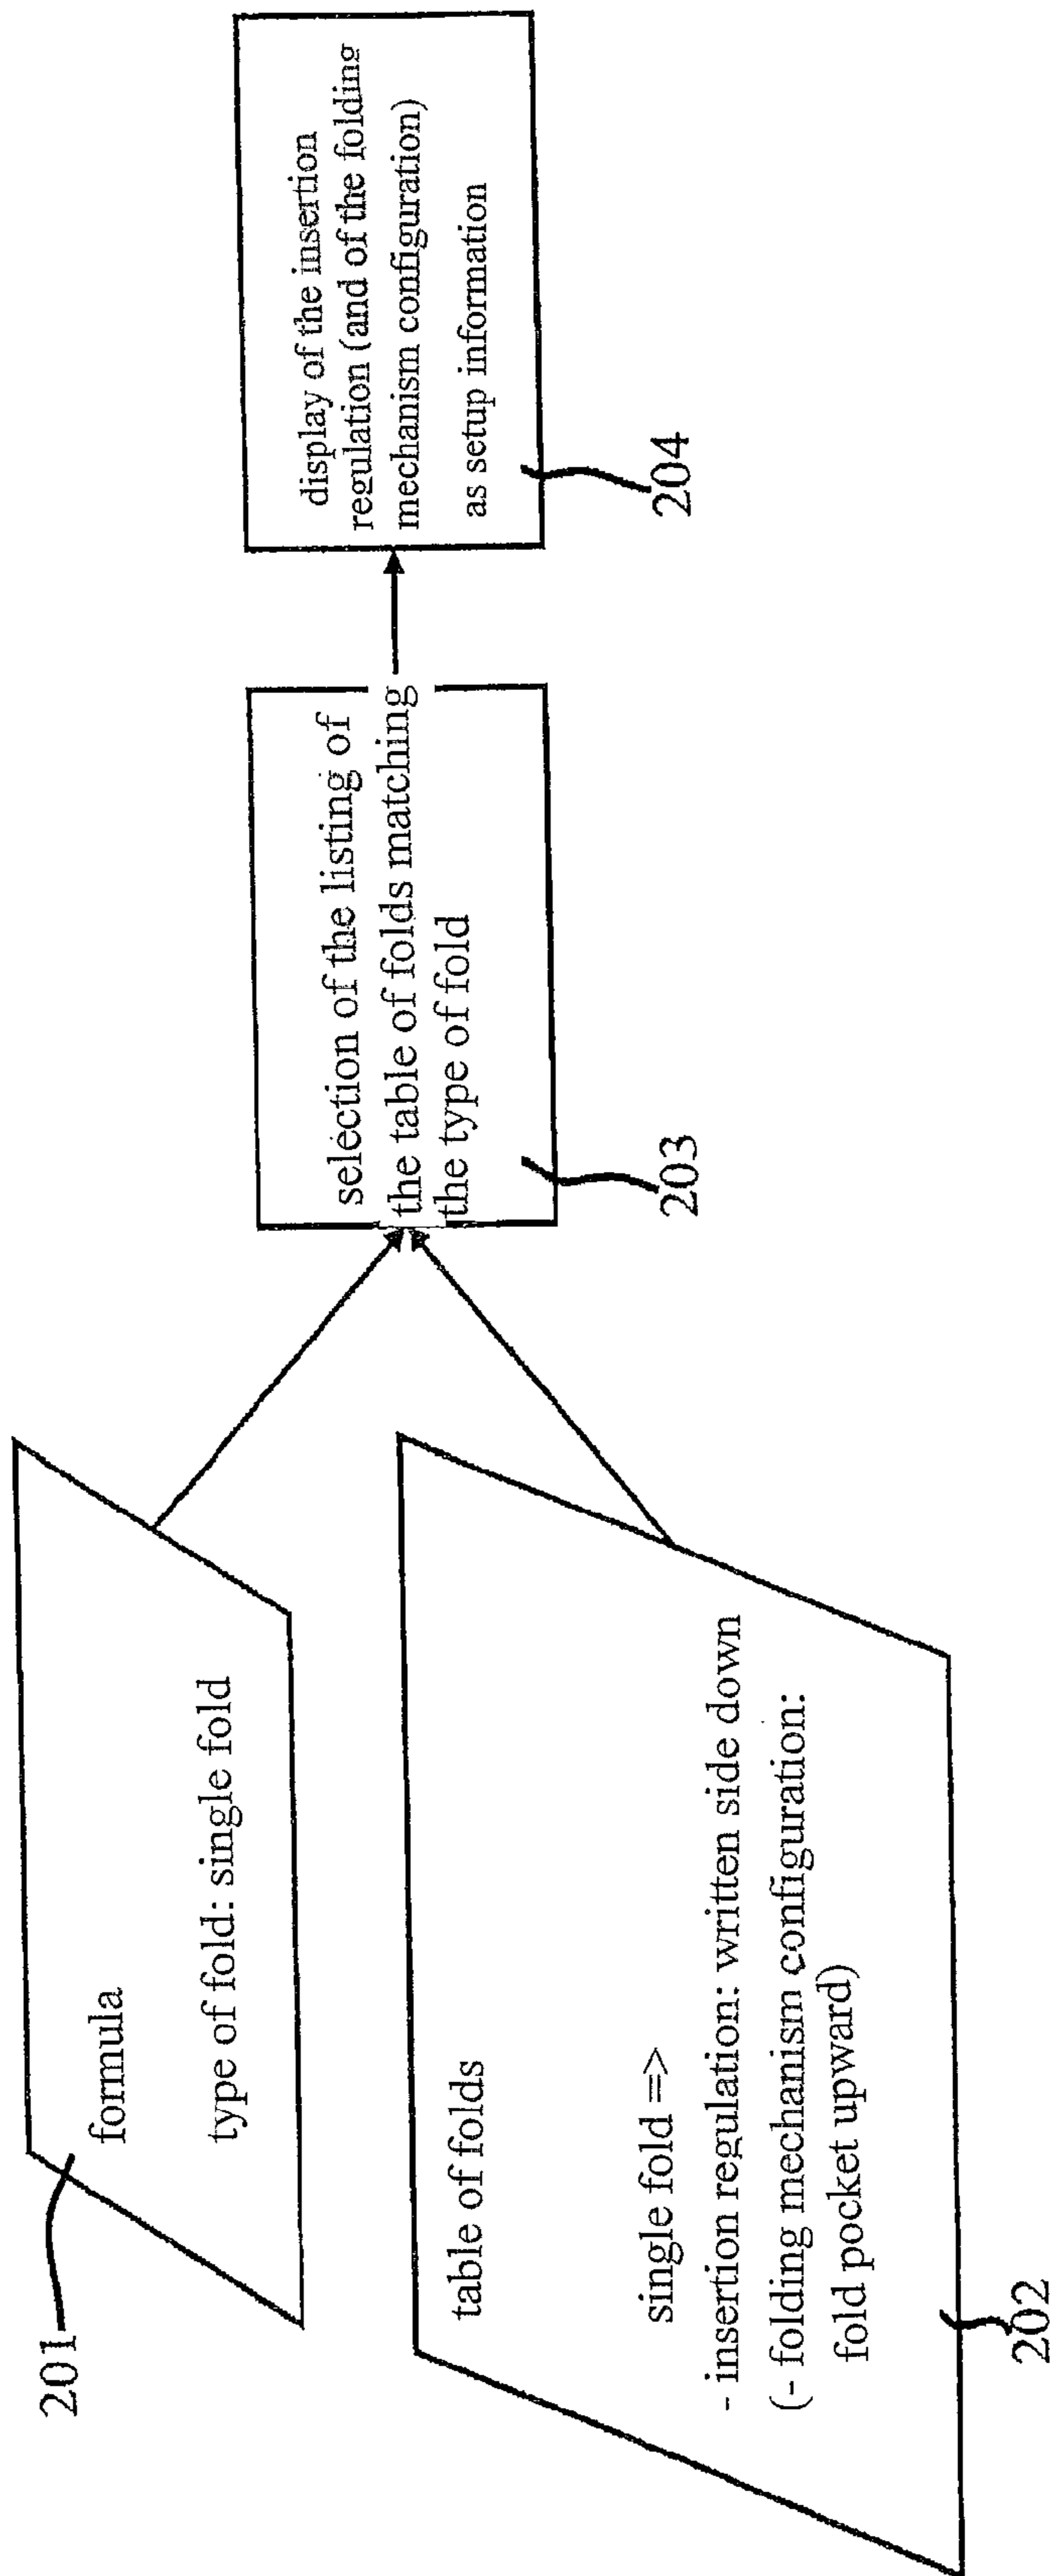 201
formula
type of fold: single fold
table of folds
single fold =>
- insertion regulation: written side down
(- folding mechanism configuration:
fold pocket upward)
202
selection of the listing of
the table of folds matching
the type of fold
203
display of the insertion
regulation (and of the folding
mechanism configuration)
as setup information
204